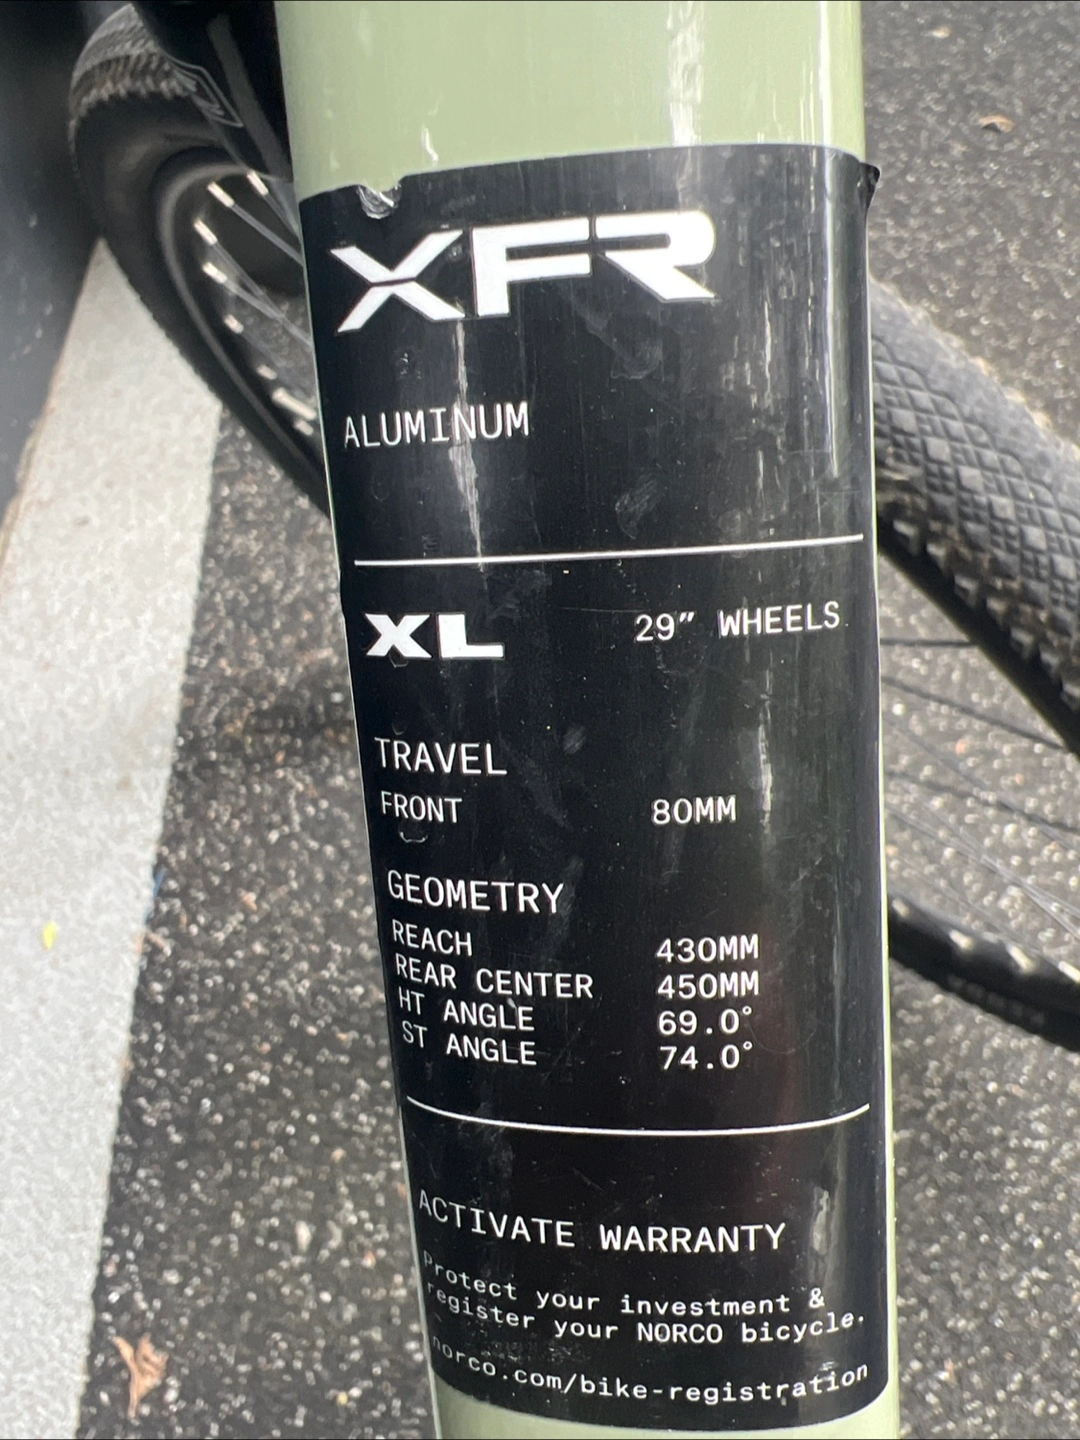 XFR
ALUMINUM
XL 29" WHEELS
TRAVEL
FRONT 80MM
GEOMETRY
REACH 430MM
REAR CENTER 450MM
HT ANGLE 69.0°
ST ANGLE 74.0°
ACTIVATE WARRANTY
Protect your investment &
register your NORCO bicycle.
norco.com/bike-registration